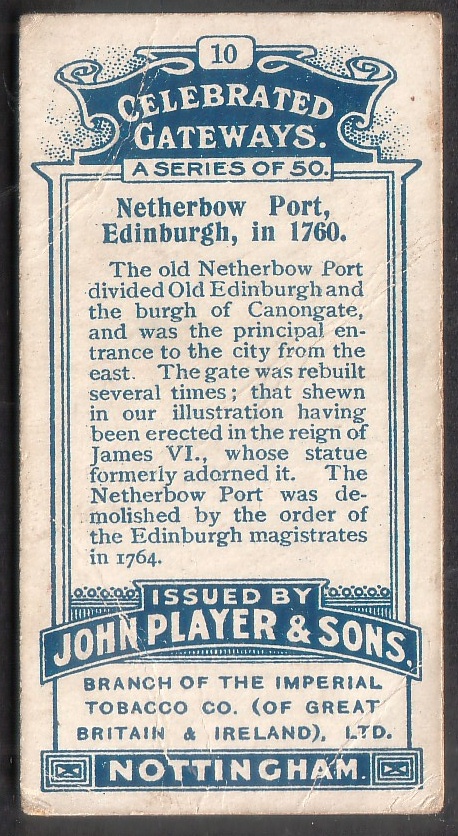 10
CELEBRATED
GATEWAYS.
A SERIES OF 50.
Netherbow Port,
Edinburgh, in 1760.
The old Netherbow Port
divided Old Edinburgh and
the burgh of Canongate,
and was the principal en-
trance to the city from the
east. The gate was rebuilt
several times; that shewn
in our illustration having
been erected in the reign of
James VI., whose statue
formerly adorned it. The
Netherbow Port was de-
molished by the order of
the Edinburgh magistrates
in 1764.
ISSUED BY
JOHN PLAYER & SONS.
BRANCH OF THE IMPERIAL
TOBACCO CO. (OF GREAT
BRITAIN & IRELAND), LTD.
NOTTINGHAM.